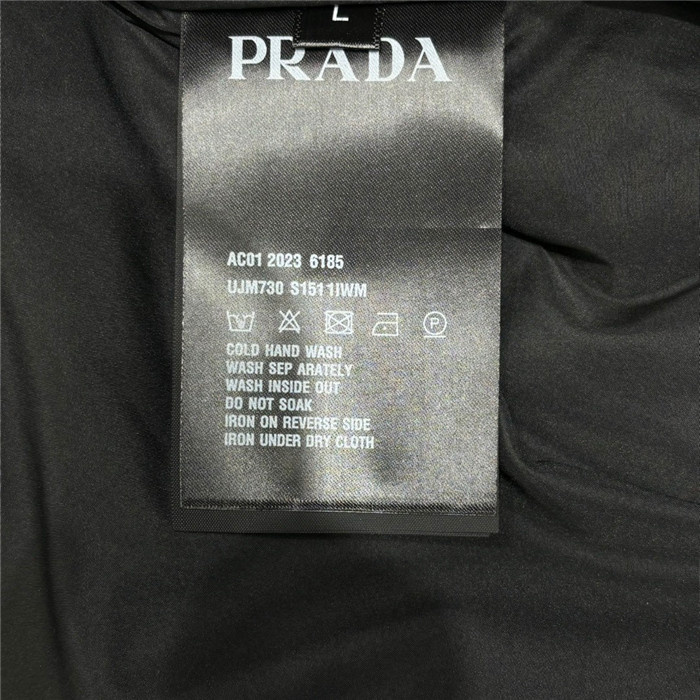 L
PRADA
AC01 2023 6185
UJM730 S1511IWM
P
COLD HAND WASH
WASH SEP ARATELY
WASH INSIDE OUT
DO NOT SOAK
IRON ON REVERSE SIDE
IRON UNDER DRY CLOTH